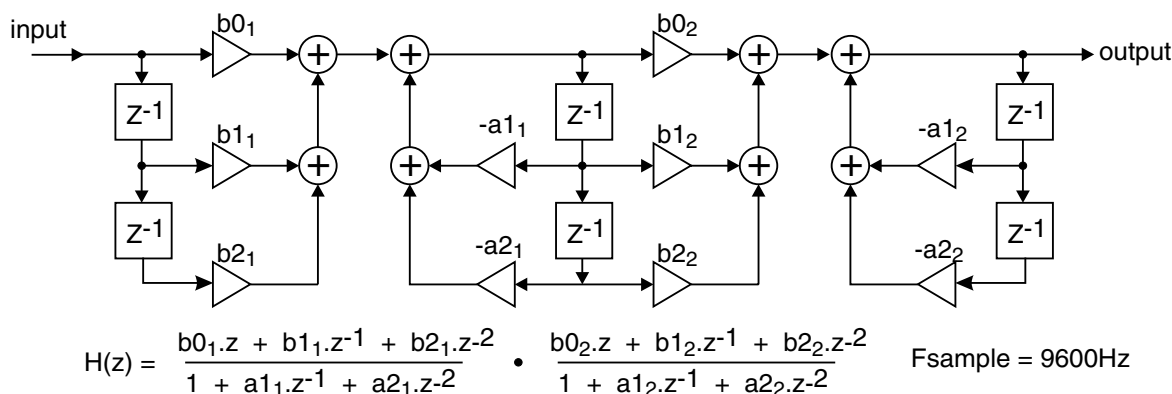 input
b0₁
b0₂
output
Z-1
Z-1
Z-1
-a1₁
b1₁
b1₂
-a1₂
Z-1
Z-1
Z-1
-a2₁
b2₁
b2₂
-a2₂
+ + + +
+ + + +
H(z) = b0₁.z + b1₁.z-1 + b2₁.z-2 • b0₂.z + b1₂.z-1 + b2₂.z-2 Fsample = 9600Hz
1 + a1₁.z-1 + a2₁.z-2 1 + a1₂.z-1 + a2₂.z-2